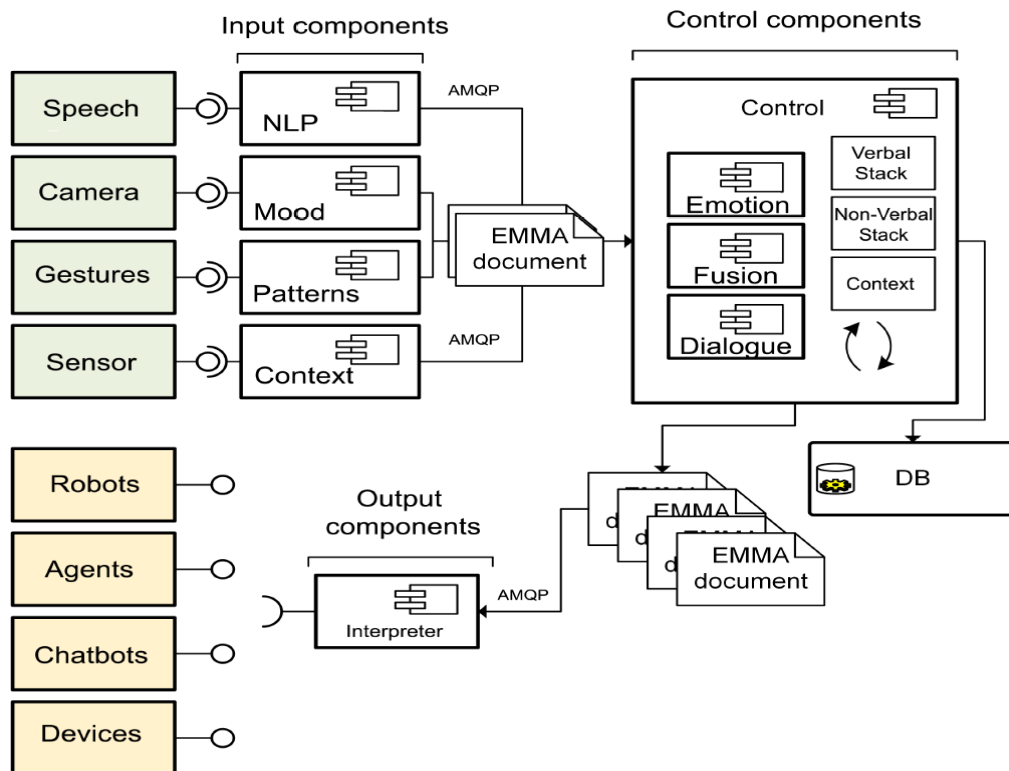 Input components
Control components
Speech
NLP
AMQP
Camera
Mood
Gestures
Patterns
Sensor
Context
AMQP
EMMA
document
Control
Emotion
Fusion
Dialogue
Verbal
Stack
Non-Verbal
Stack
Context
DB
Robots
Agents
Chatbots
Devices
Output
components
Interpreter
AMQP
EMMA
EMMA
document